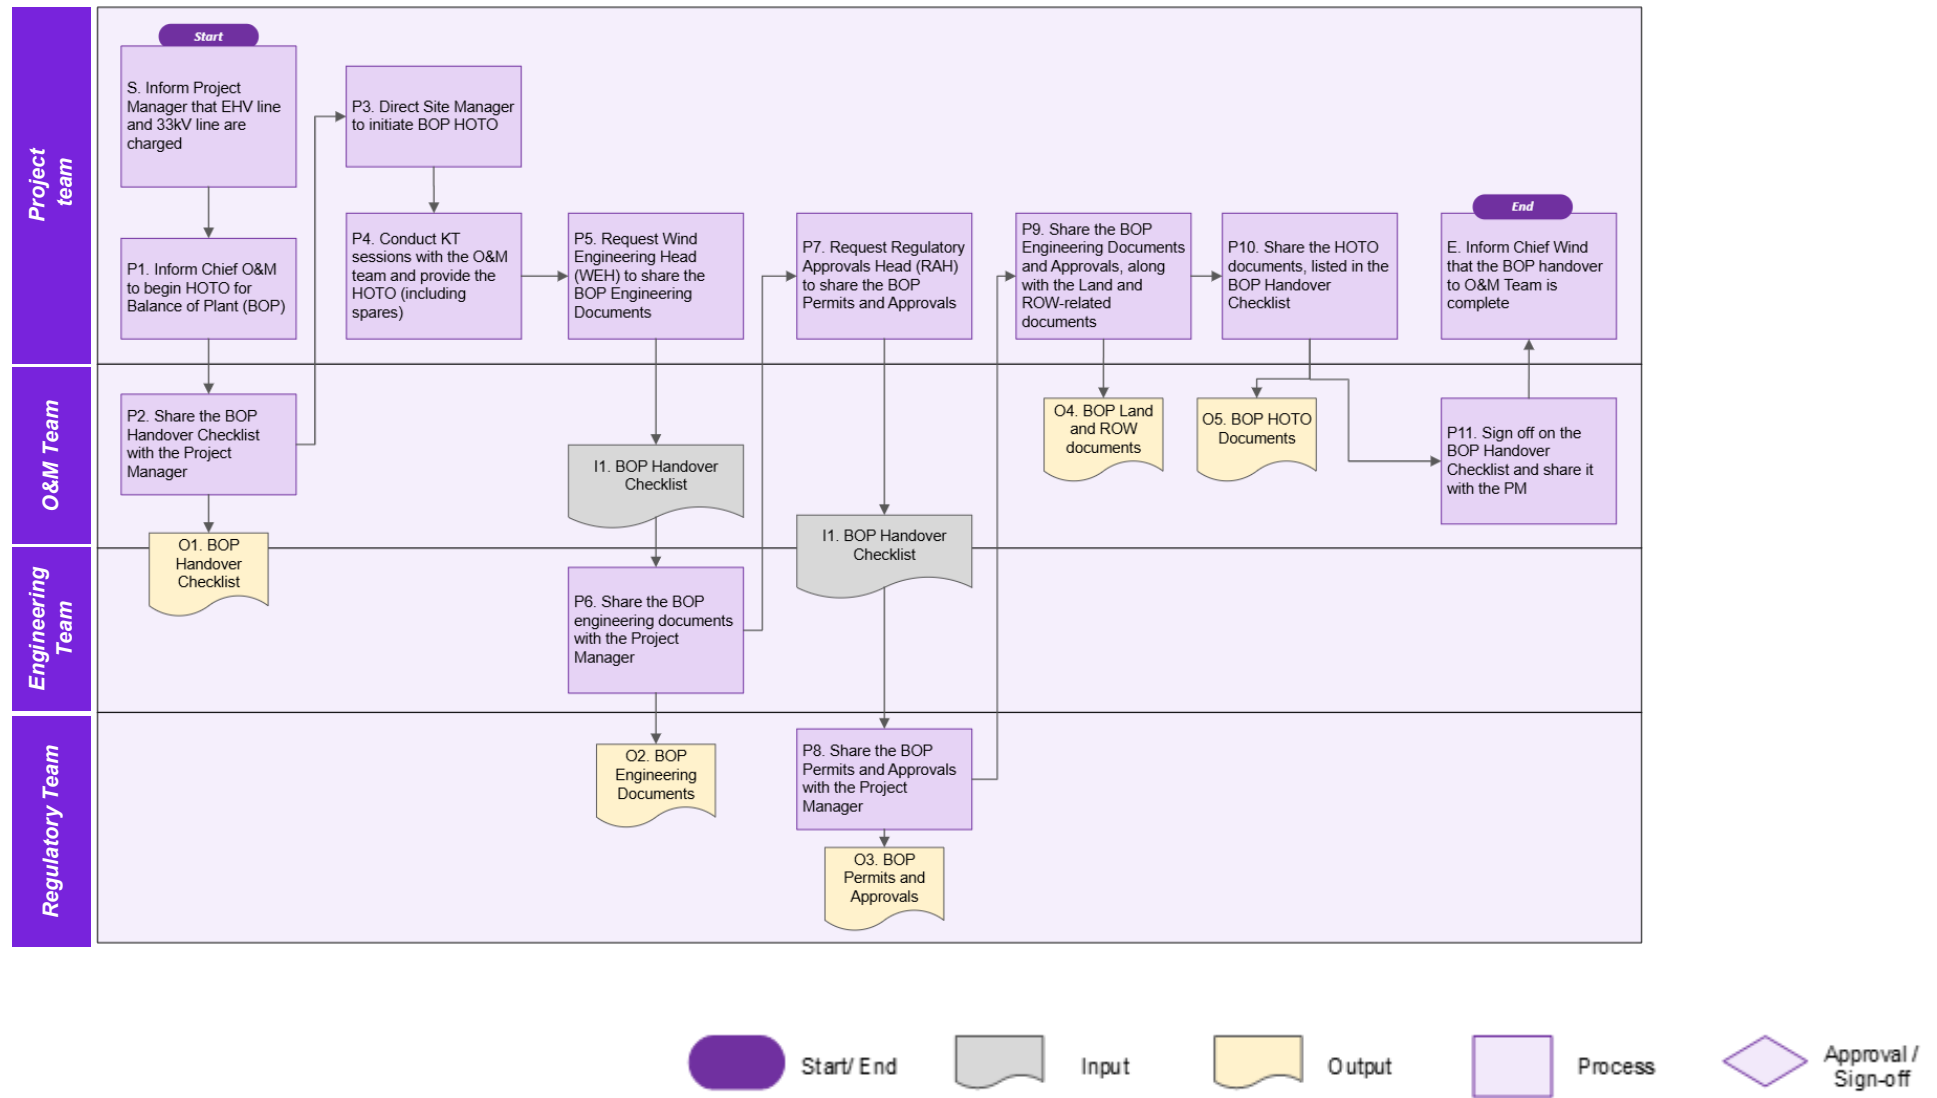 Project
team
Start
S. Inform Project
Manager that EHV line
and 33kV line are
charged
P1. Inform Chief O&M
to begin HOTO for
Balance of Plant (BOP)
P3. Direct Site Manager
to initiate BOP HOTO
P4. Conduct KT
sessions with the O&M
team and provide the
HOTO (including
spares)
P5. Request Wind
Engineering Head
(WEH) to share the
BOP Engineering
Documents
P7. Request Regulatory
Approvals Head (RAH)
to share the BOP
Permits and Approvals
P9. Share the BOP
Engineering Documents
and Approvals, along
with the Land and
ROW-related
documents
P10. Share the HOTO
documents, listed in the
BOP Handover
Checklist
End
E. Inform Chief Wind
that the BOP handover
to O&M Team is
complete
O&M Team
P2. Share the BOP
Handover Checklist
with the Project
Manager
O1. BOP
Handover
Checklist
I1. BOP Handover
Checklist
I1. BOP Handover
Checklist
O4. BOP Land
and ROW
documents
O5. BOP HOTO
Documents
P11. Sign off on the
BOP Handover
Checklist and share it
with the PM
Engineering
Team
P6. Share the BOP
engineering documents
with the Project
Manager
Regulatory Team
O2. BOP
Engineering
Documents
P8. Share the BOP
Permits and Approvals
with the Project
Manager
O3. BOP
Permits and
Approvals
Start/ End
Input
Output
Process
Approval /
Sign-off